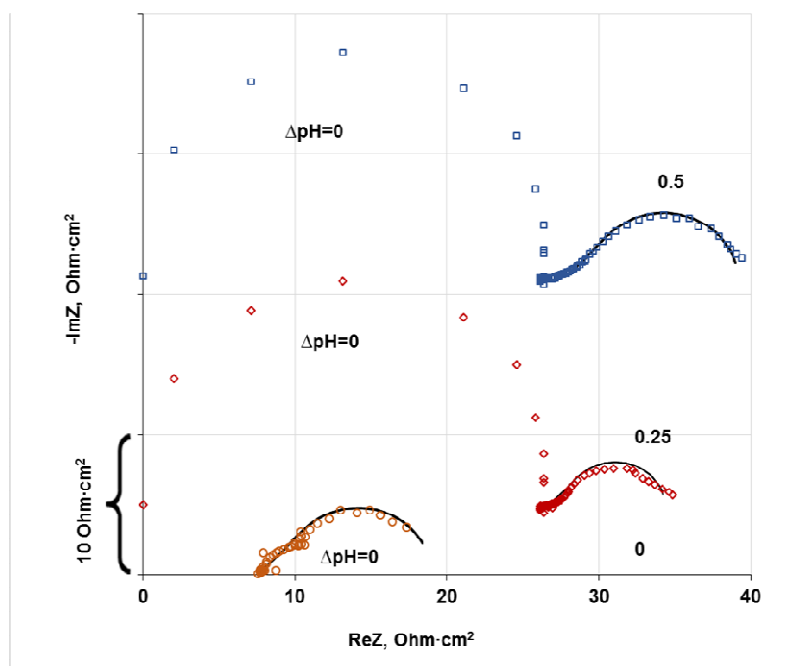 ΔpH=0
0.5
-ImZ, Ohm·cm²
ΔpH=0
0.25
10 Ohm·cm²
ΔpH=0
0
0
10
20
30
40
ReZ, Ohm·cm²